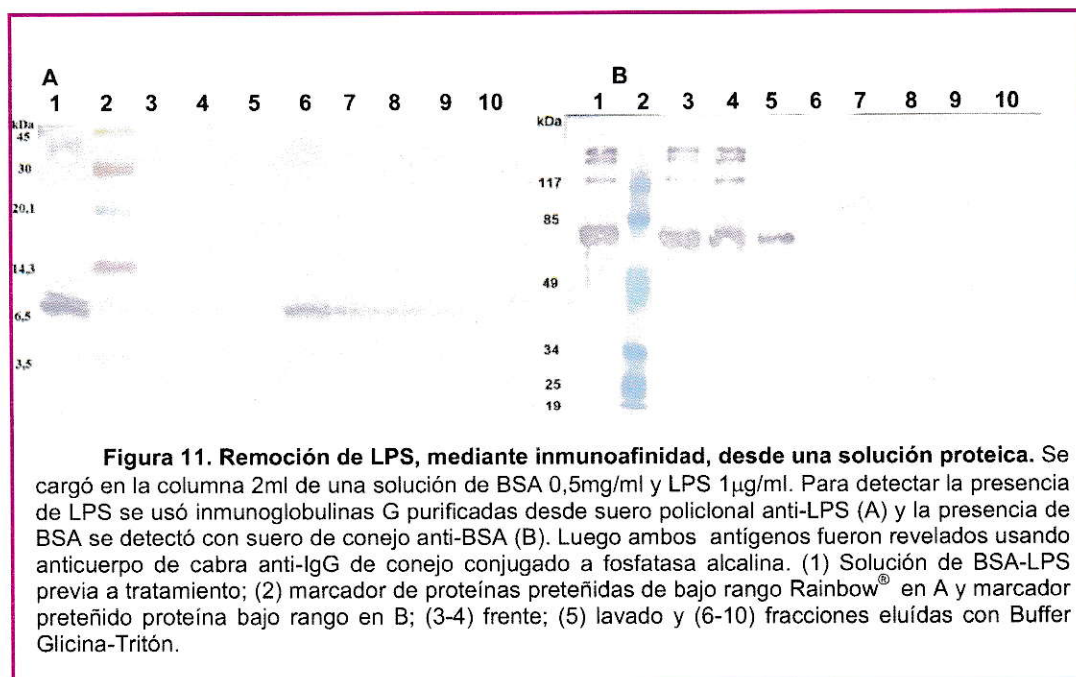 A
1 2 3 4 5 6 7 8 9 10
kDa
45
30
20,1
14,3
6,5
3,5
B
1 2 3 4 5 6 7 8 9 10
kDa
117
85
49
34
25
19
Figura 11. Remoción de LPS, mediante inmunoafinidad, desde una solución proteica. Se
cargó en la columna 2ml de una solución de BSA 0,5mg/ml y LPS 1µg/ml. Para detectar la presencia
de LPS se usó inmunoglobulinas G purificadas desde suero policlonal anti-LPS (A) y la presencia de
BSA se detectó con suero de conejo anti-BSA (B). Luego ambos antígenos fueron revelados usando
anticuerpo de cabra anti-IgG de conejo conjugado a fosfatasa alcalina. (1) Solución de BSA-LPS
previa a tratamiento; (2) marcador de proteínas preteñidas de bajo rango Rainbow® en A y marcador
preteñido proteína bajo rango en B; (3-4) frente; (5) lavado y (6-10) fracciones eluídas con Buffer
Glicina-Tritón.